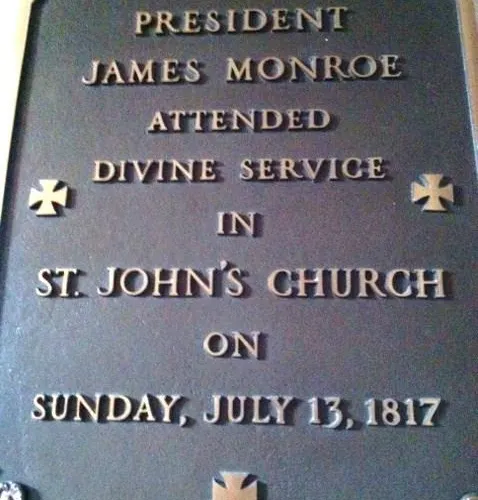 PRESIDENT
JAMES MONROE
ATTENDED
DIVINE SERVICE
IN
ST. JOHN'S CHURCH
ON
SUNDAY, JULY 13, 1817